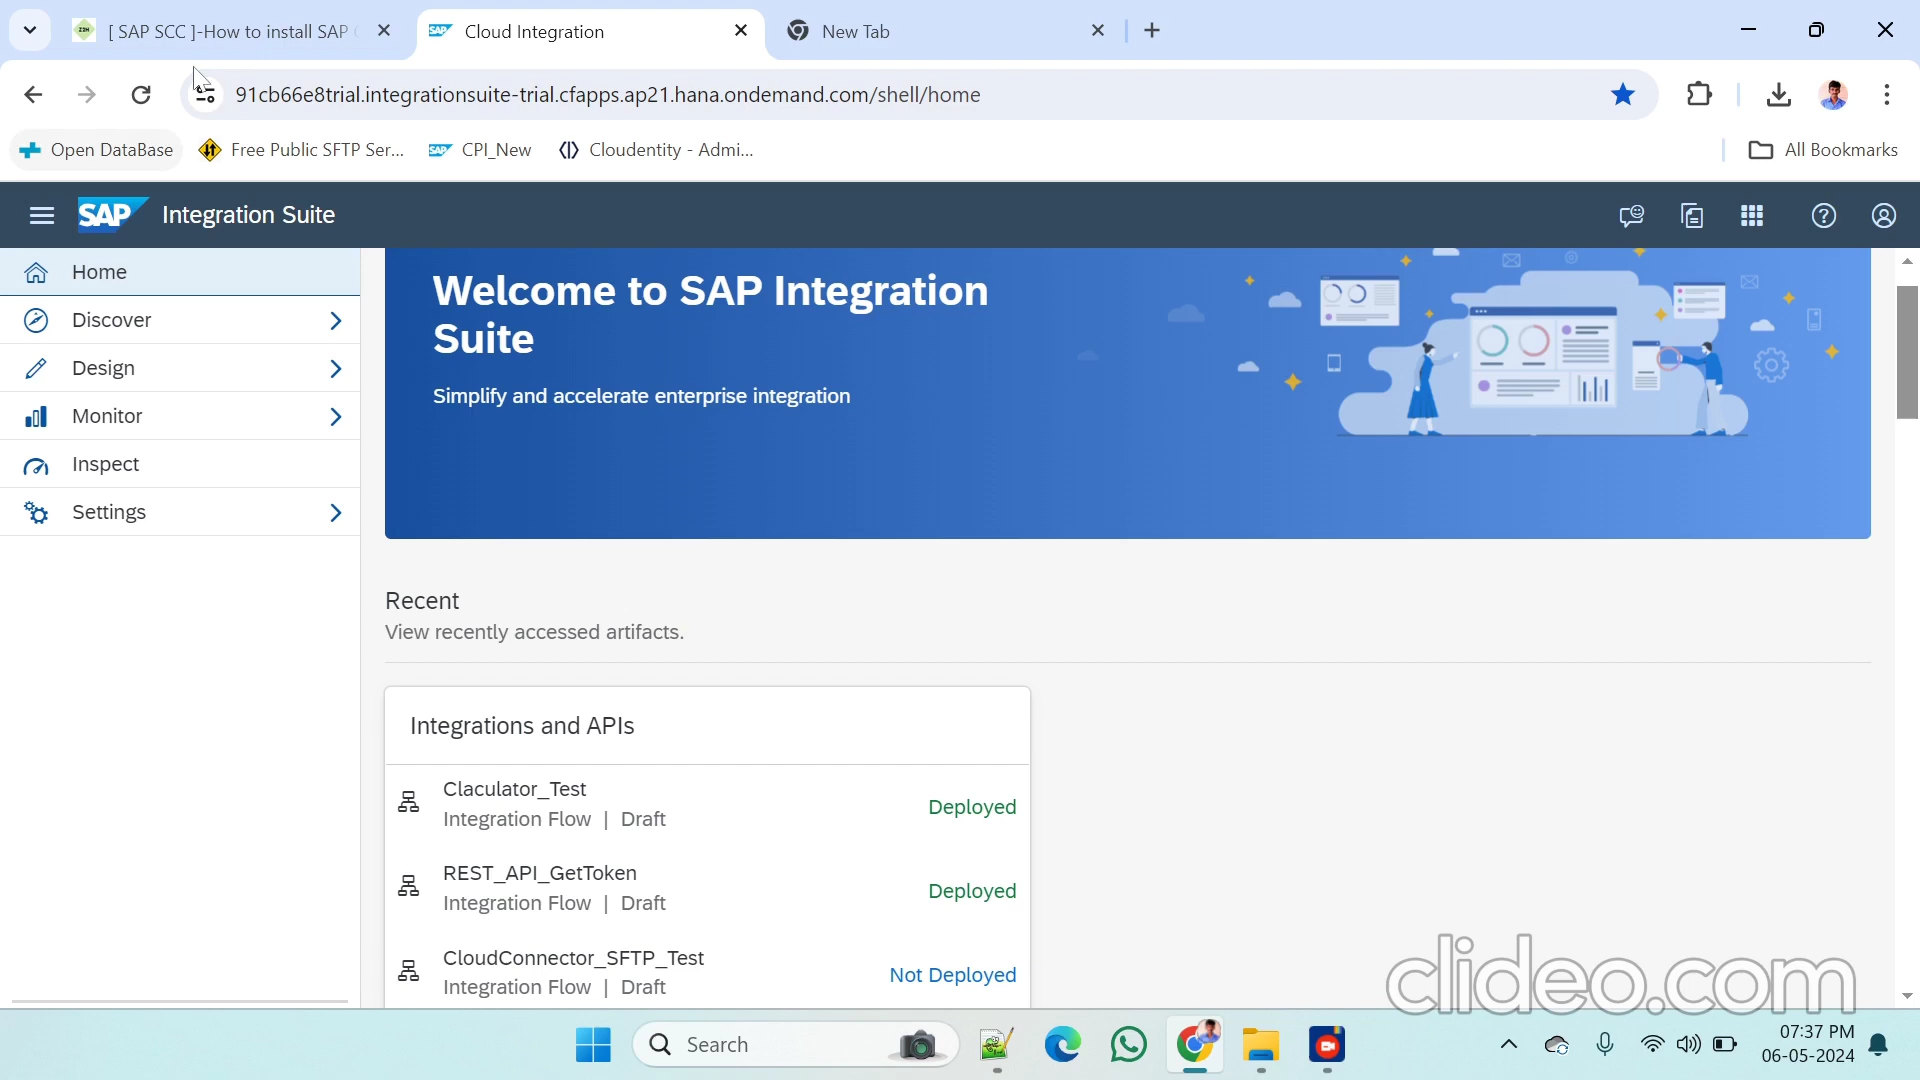 [ SAP SCC ]-How to install SAP
Cloud Integration
New Tab
91cb66e8trial.integrationsuite-trial.cfapps.ap21.hana.ondemand.com/shell/home
Open DataBase
Free Public SFTP Ser...
CPI_New
Cloudentity - Admi...
All Bookmarks
SAP Integration Suite
Home
Discover
Design
Monitor
Inspect
Settings
Welcome to SAP Integration
Suite
Simplify and accelerate enterprise integration
Recent
View recently accessed artifacts.
Integrations and APIs
Claculator_Test
Integration Flow | Draft
Deployed
REST_API_GetToken
Integration Flow | Draft
Deployed
CloudConnector_SFTP_Test
Integration Flow | Draft
Not Deployed
clideo.com
Search
07:37 PM
06-05-2024